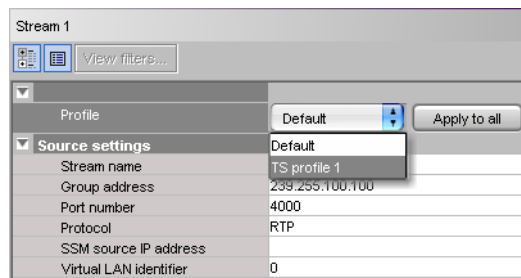 Stream 1
View filters...
Profile Default Apply to all
Default
Source settings
TS profile 1
Stream name
Group address 239.255.100.100
Port number 4000
Protocol RTP
SSM source IP address
Virtual LAN identifier 0